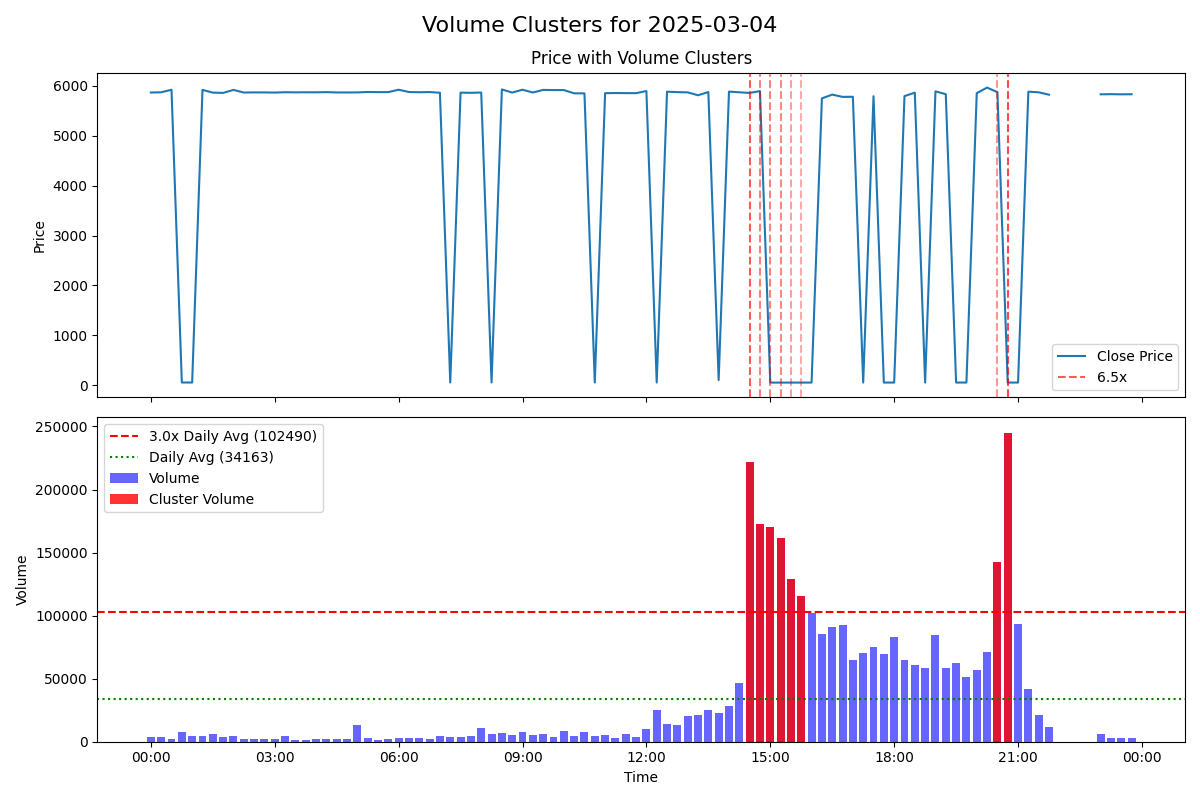 Volume Clusters for 2025-03-04
Price with Volume Clusters
Price
6000
5000
4000
3000
2000
1000
0
Close Price
6.5x
Volume
250000
200000
150000
100000
50000
0
3.0x Daily Avg (102490)
Daily Avg (34163)
Volume
Cluster Volume
00:00 03:00 06:00 09:00 12:00 15:00 18:00 21:00 00:00
Time